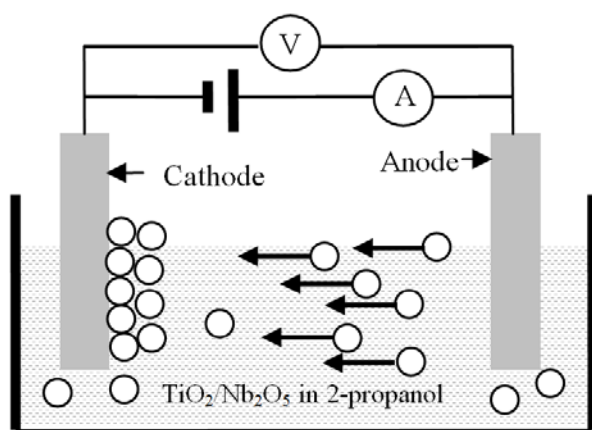 V
A
Cathode
Anode
TiO₂/Nb₂O₅ in 2-propanol